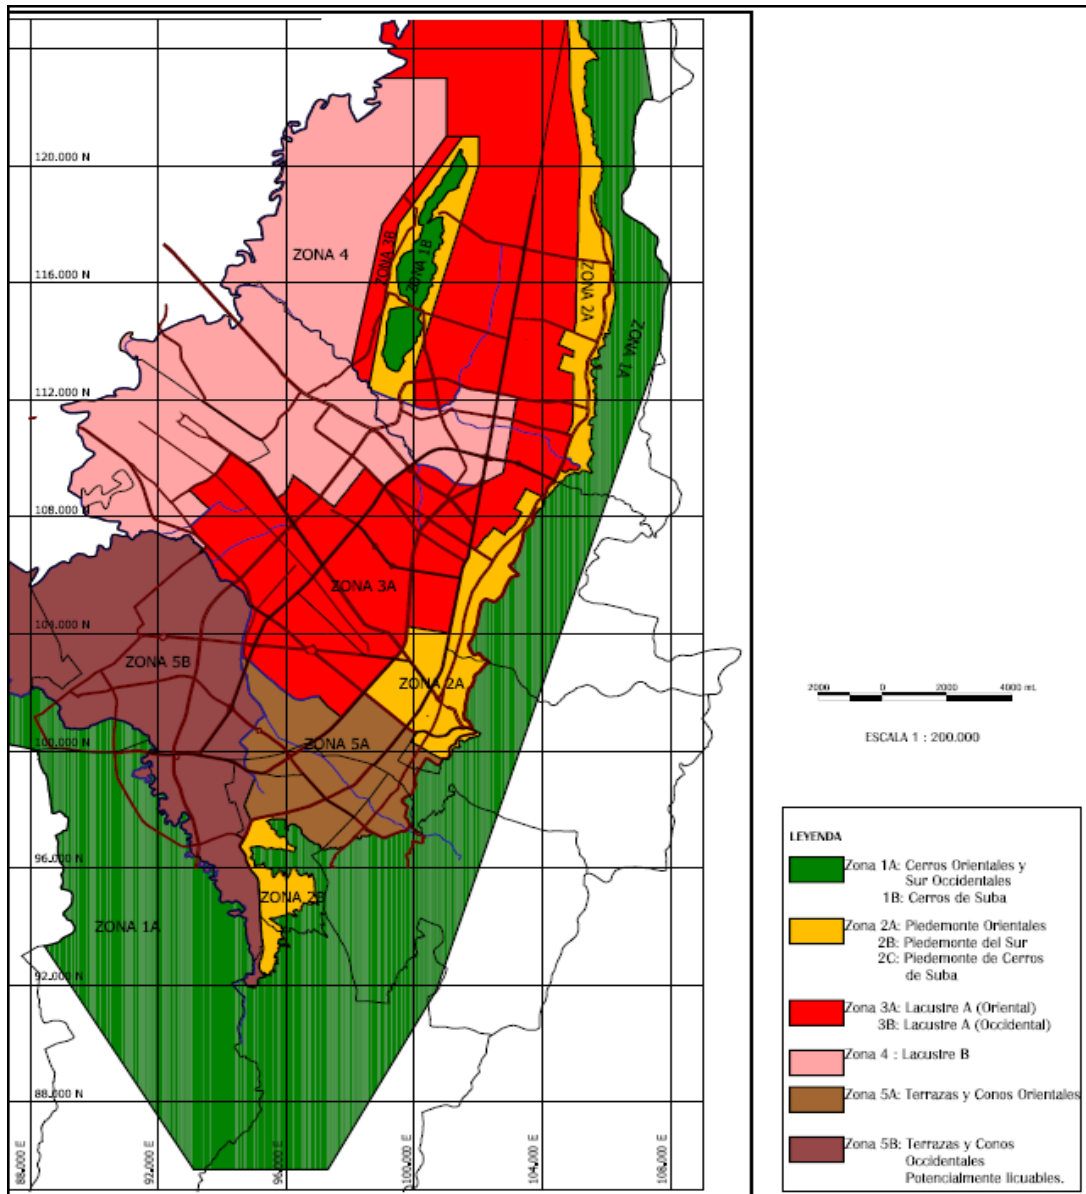 120.000 N
ZONA 4
ZONA 3B
ZONA 1B
116.000 N
ZONA 2A
ZONA 1A
112.000 N
108.000 N
ZONA 3A
104.000 N
ZONA 5B
ZONA 2A
ZONA 5A
100.000 N
96.000 N
ZONA 2B
ZONA 1A
92.000 N
88.000 N
88.000 E
92.000 E
96.000 E
100.000 E
104.000 E
108.000 E
2000 0 2000 4000 mt.
ESCALA 1 : 200.000
LEYENDA
Zona 1A: Cerros Orientales y
Sur Occidentales
1B: Cerros de Suba
Zona 2A: Piedemonte Orientales
2B: Piedemonte del Sur
2C: Piedemonte de Cerros
de Suba
Zona 3A: Lacustre A (Oriental)
3B: Lacustre A (Occidental)
Zona 4 : Lacustre B
Zona 5A: Terrazas y Conos Orientales
Zona 5B: Terrazas y Conos
Occidentales
Potencialmente licuables.